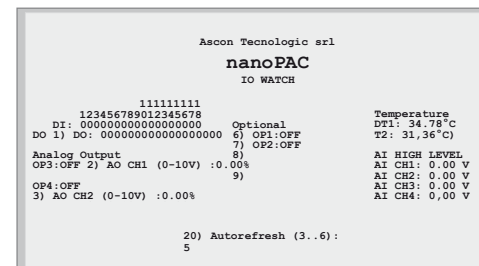 Ascon Tecnologic srl
nanoPAC
IO WATCH
111111111
123456789012345678
DI: 000000000000000000 Optional
DO 1) DO: 000000000000000000 6) OP1:OFF
7) OP2:OFF
Analog Output 8)
OP3:OFF 2) AO CH1 (0-10V) :0.00%
9)
OP4:OFF
3) AO CH2 (0-10V) :0.00%
Temperature
DT1: 34.78°C
T2: 31,36°C)
AI HIGH LEVEL
AI CH1: 0.00 V
AI CH2: 0.00 V
AI CH3: 0.00 V
AI CH4: 0,00 V
20) Autorefresh (3..6):
5